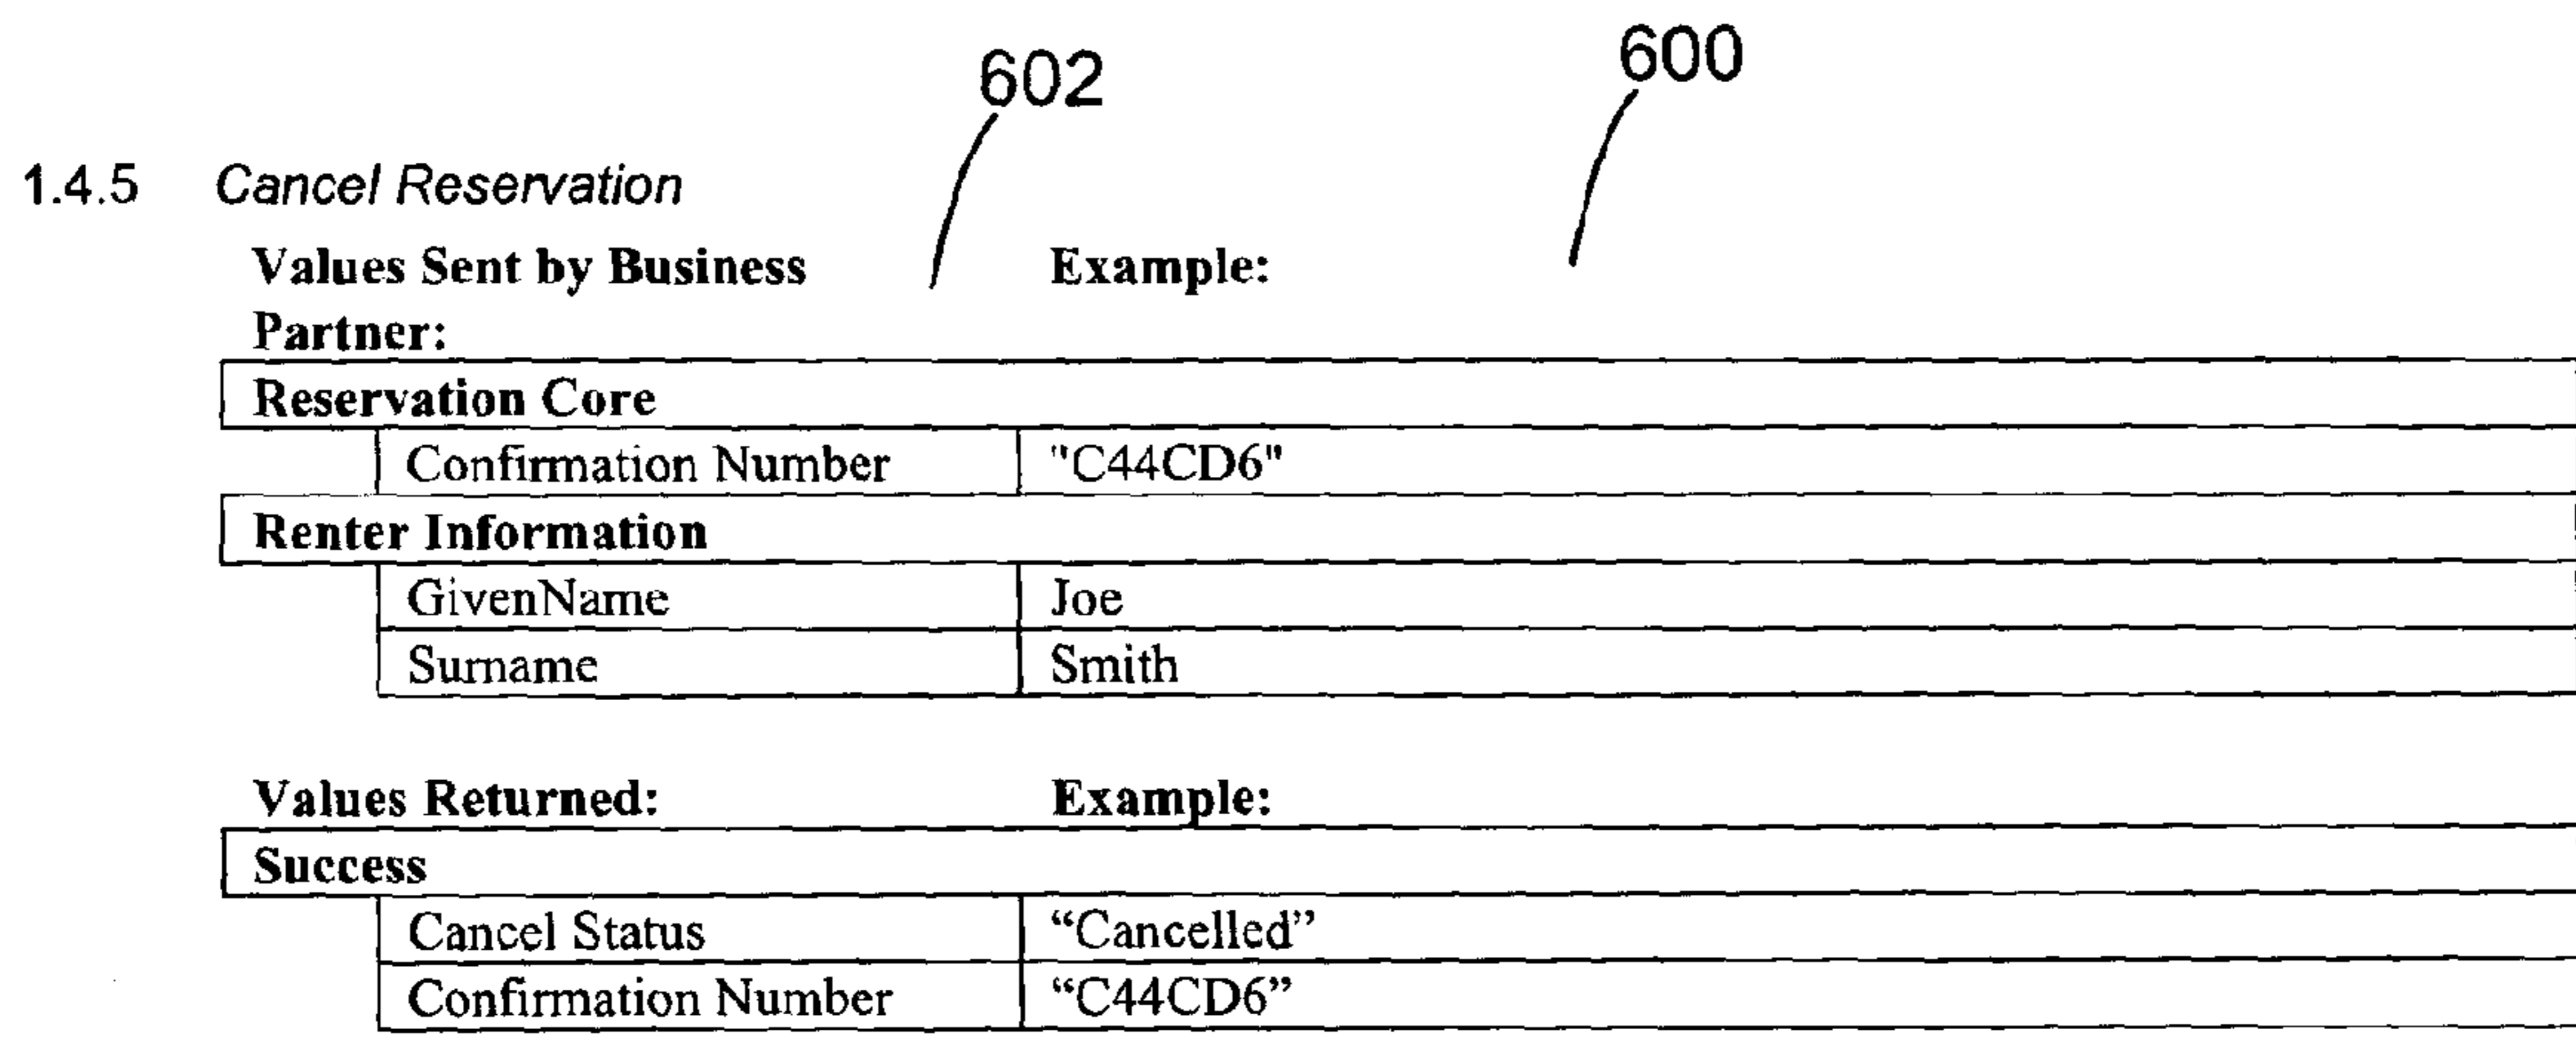 602 600
1.4.5 Cancel Reservation
Values Sent by Business Example:
Partner:
Reservation Core
Confirmation Number "C44CD6"
Renter Information
GivenName Joe
Surname Smith
Values Returned: Example:
Success
Cancel Status “Cancelled”
Confirmation Number “C44CD6”